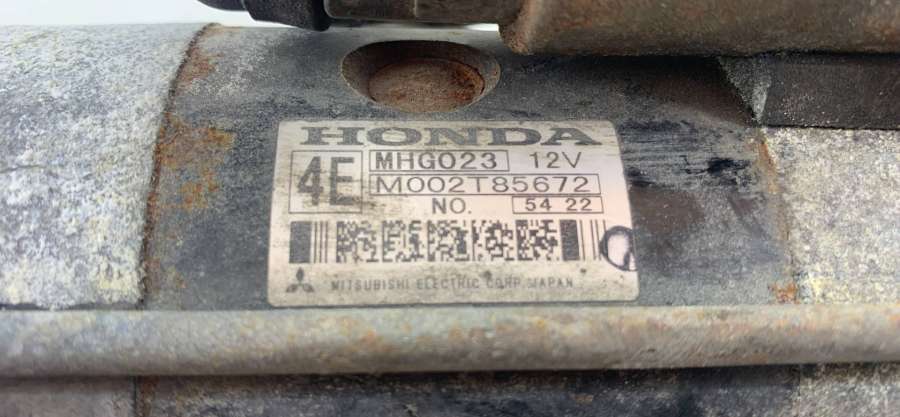 HONDA
4E MHG023 12V
M002T85672
NO. 54 22
MITSUBISHI ELECTRIC CORP. JAPAN